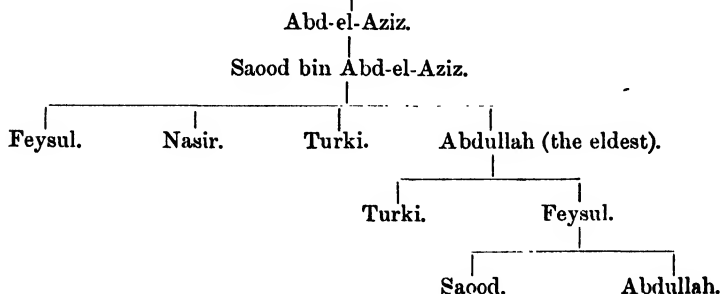 Abd-el-Aziz.
Saood bin Abd-el-Aziz.
Feysul. Nasir. Turki. Abdullah (the eldest).
Turki. Feysul.
Saood. Abdullah.